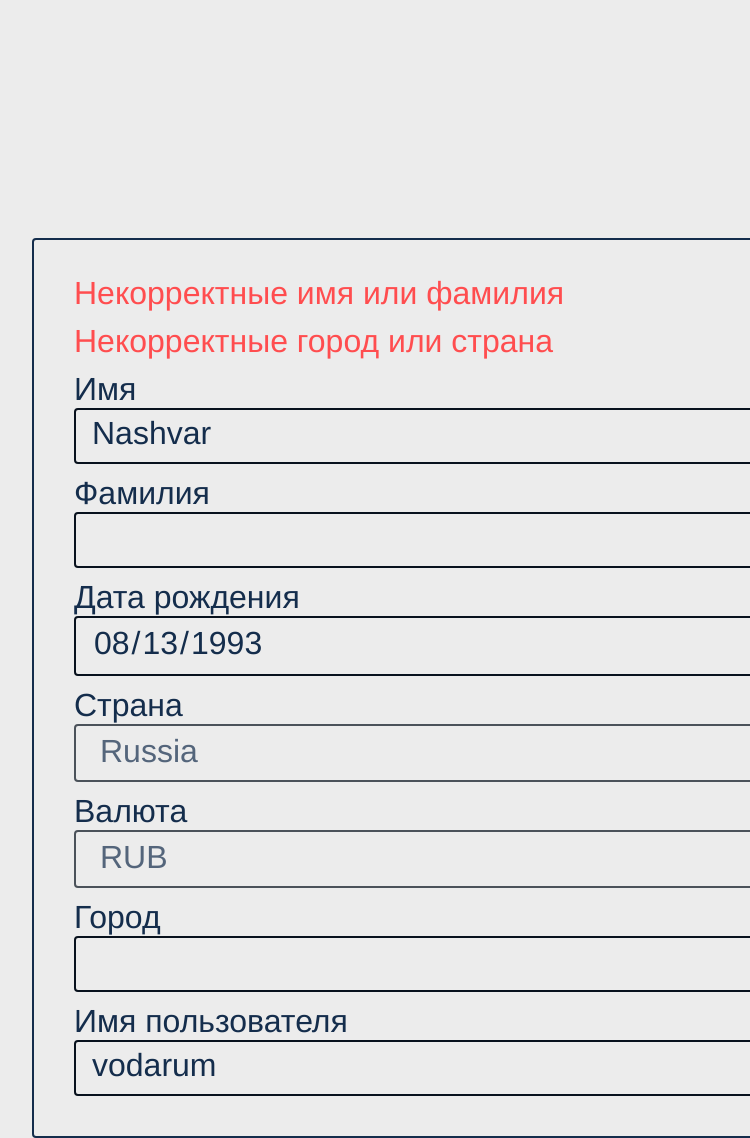 Некорректные имя или фамилия
Некорректные город или страна
Имя
Nashvar
Фамилия
Дата рождения
08/13/1993
Страна
Russia
Валюта
RUB
Город
Имя пользователя
vodarum